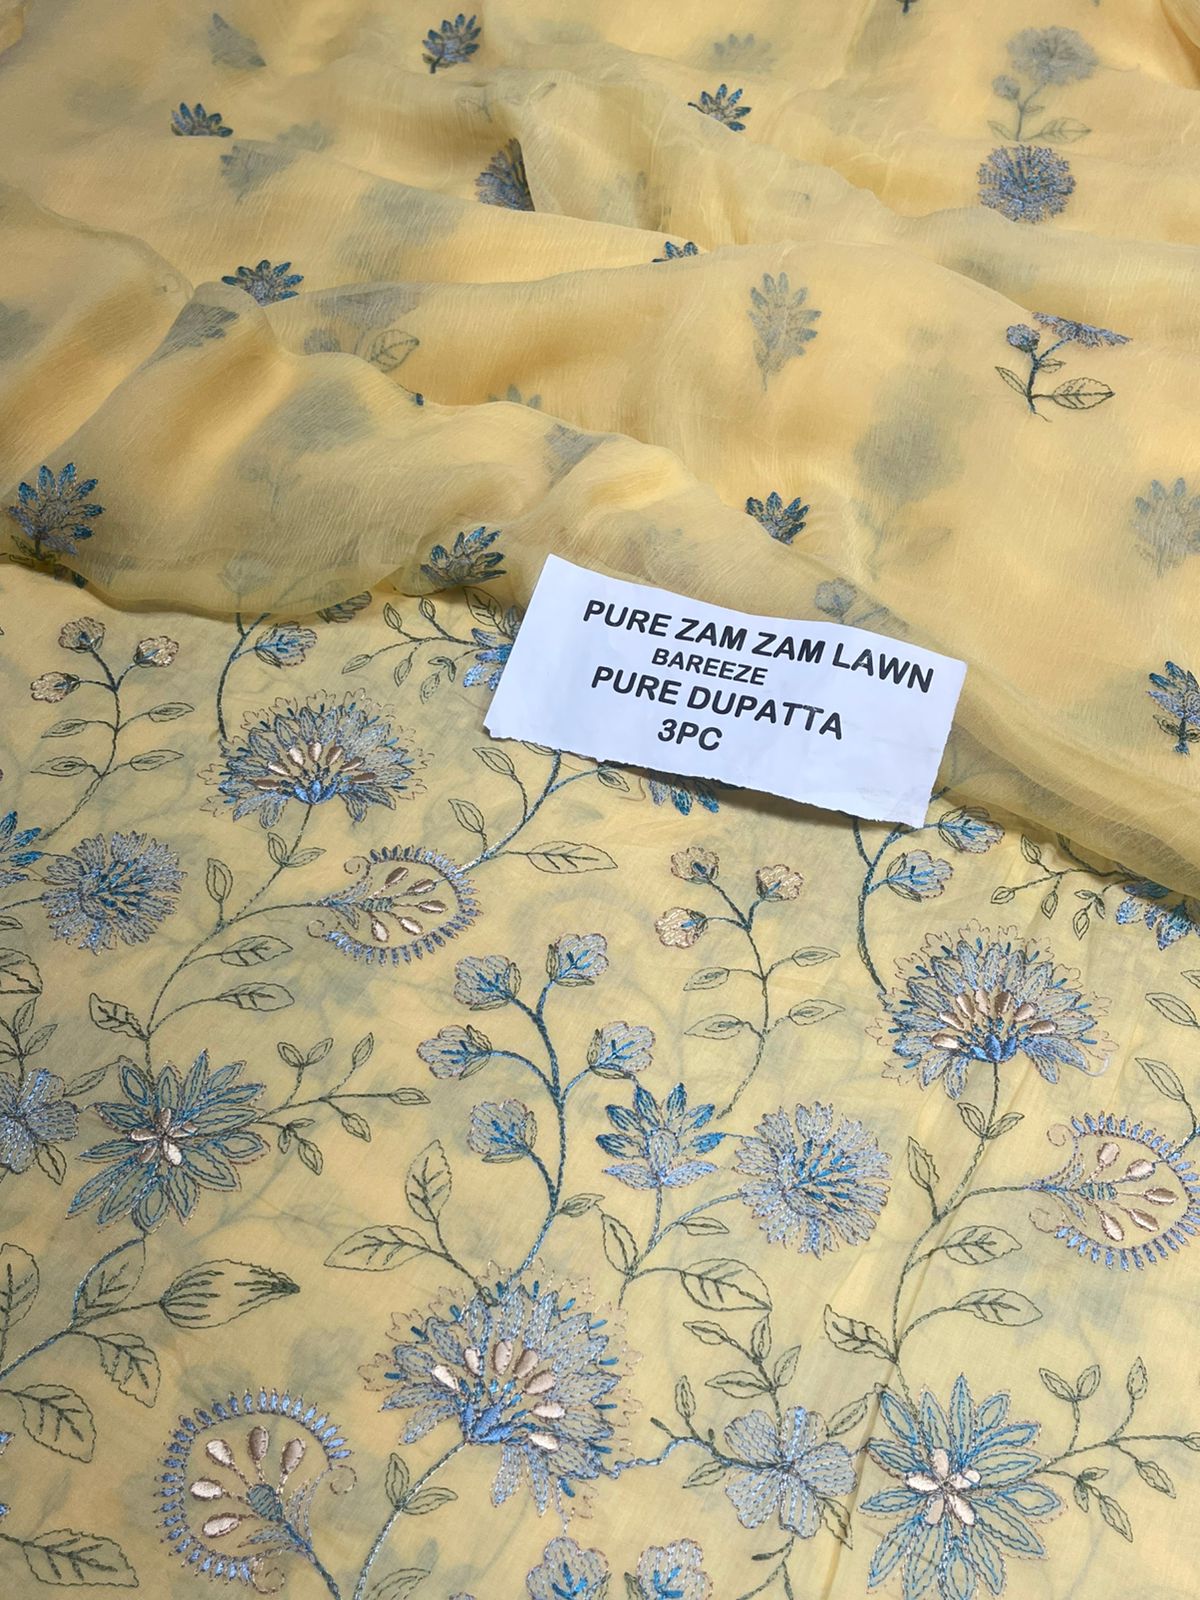 PURE ZAM ZAM LAWN
BAREEZE
PURE DUPATTA
3PC